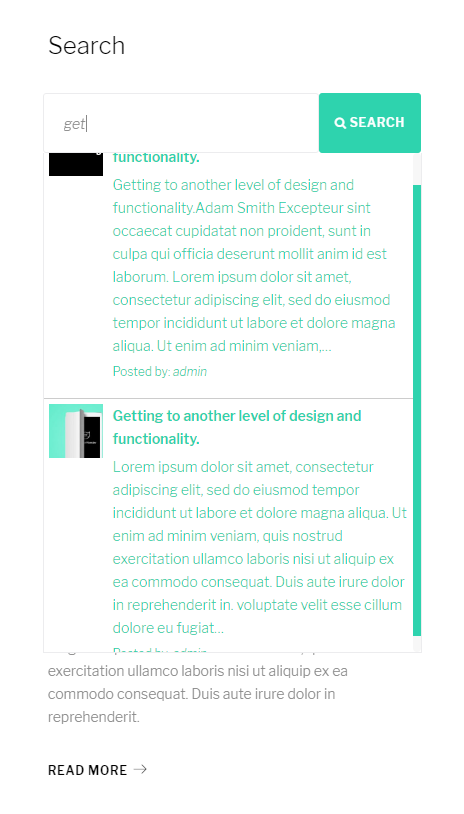 Search
get
SEARCH
functionality.
Getting to another level of design and
functionality.Adam Smith Excepteur sint
occaecat cupidatat non proident, sunt in
culpa qui officia deserunt mollit anim id est
laborum. Lorem ipsum dolor sit amet,
consectetur adipiscing elit, sed do eiusmod
tempor incididunt ut labore et dolore magna
aliqua. Ut enim ad minim veniam,...
Posted by: admin
Getting to another level of design and
functionality.
Lorem ipsum dolor sit amet, consectetur
adipiscing elit, sed do eiusmod tempor
incididunt ut labore et dolore magna aliqua. Ut
enim ad minim veniam, quis nostrud
exercitation ullamco laboris nisi ut aliquip ex
ea commodo consequat. Duis aute irure dolor
in reprehenderit in. voluptate velit esse cillum
dolore eu fugiat...
Posted by: admin
exercitation ullamco laboris nisi ut aliquip ex ea
commodo consequat. Duis aute irure dolor in
reprehenderit.
READ MORE →